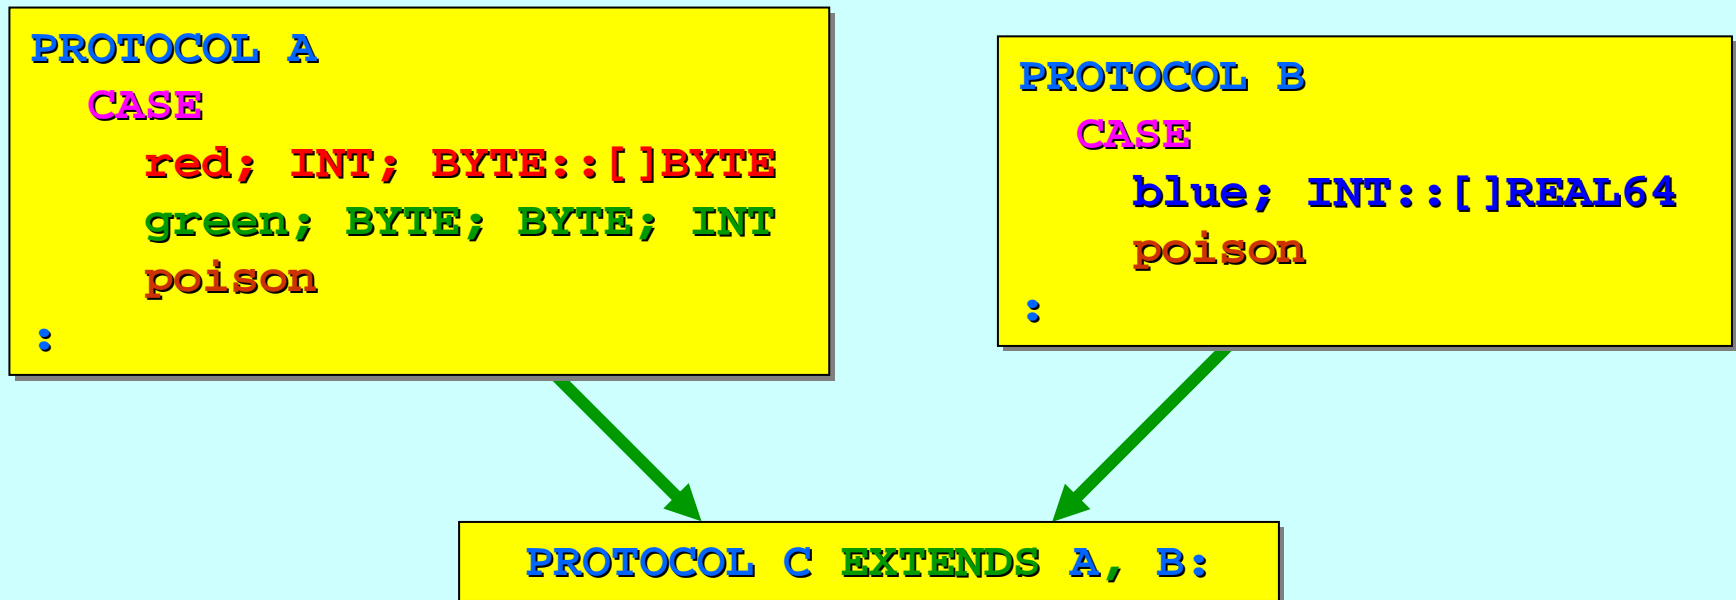 PROTOCOL A
CASE
red; INT; BYTE::[]BYTE
green; BYTE; BYTE; INT
poison
:
PROTOCOL B
CASE
blue; INT::[]REAL64
poison
:
PROTOCOL C EXTENDS A, B: